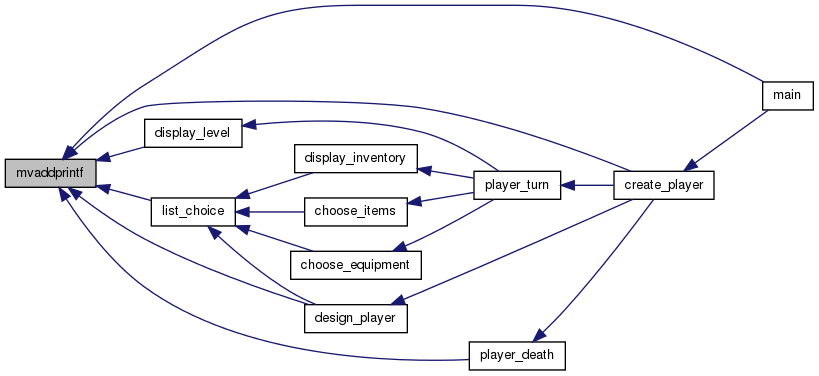 main
display_level
display_inventory
mvaddprintf
player_turn
create_player
list_choice
choose_items
choose_equipment
design_player
player_death